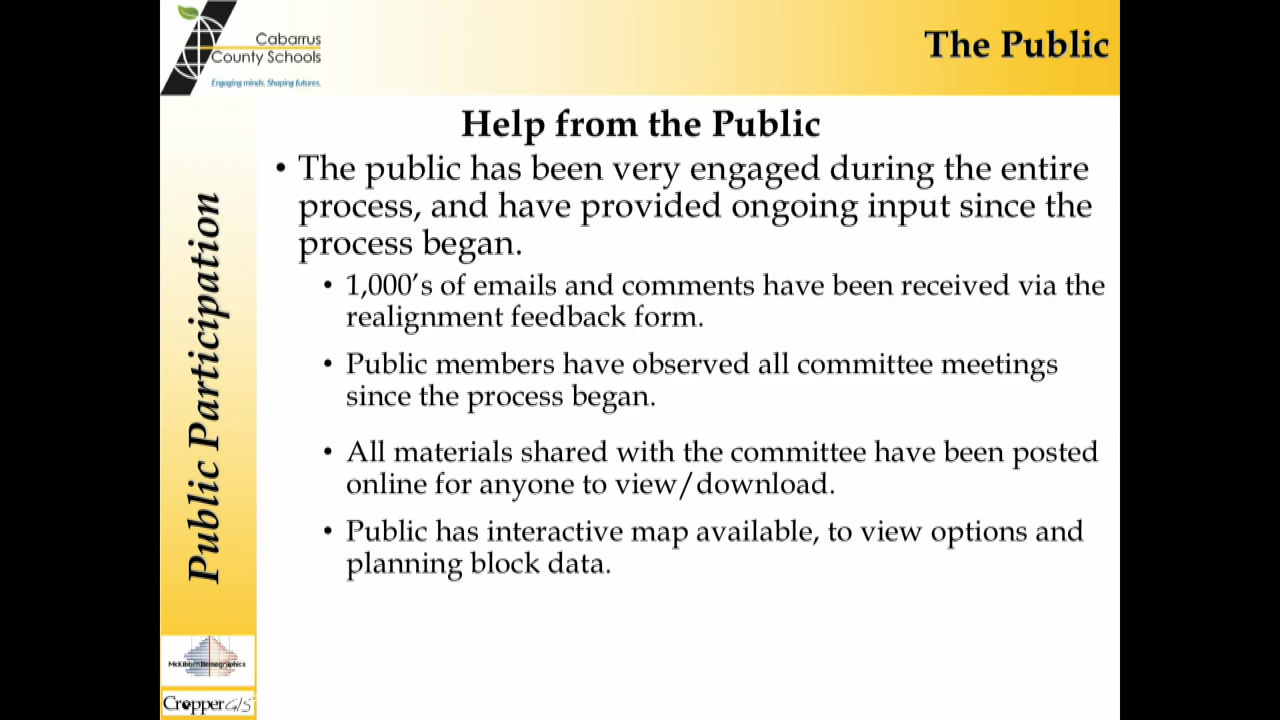 Cabarrus
County Schools
Engaging minds. Shaping futures.
The Public
Public Participation
Help from the Public
• The public has been very engaged during the entire
process, and have provided ongoing input since the
process began.
• 1,000’s of emails and comments have been received via the
realignment feedback form.
• Public members have observed all committee meetings
since the process began.
• All materials shared with the committee have been posted
online for anyone to view/download.
• Public has interactive map available, to view options and
planning block data.
McKibben Demographics
Cropper GIS